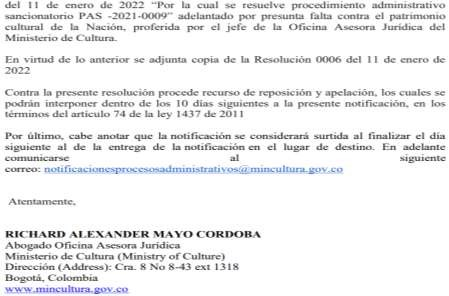 del 11 de enero de 2022 “Por la cual se resuelve procedimiento administrativo
sancionatorio PAS -2021-0009” adelantado por presunta falta contra el patrimonio
cultural de la Nación, proferida por el jefe de la Oficina Asesora Jurídica del
Ministerio de Cultura.
En virtud de lo anterior se adjunta copia de la Resolución 0006 del 11 de enero de
2022
Contra la presente resolución procede recurso de reposición y apelación, los cuales se
podrán interponer dentro de los 10 días siguientes a la presente notificación, en los
términos del articulo 74 de la ley 1437 de 2011
Por último, cabe anotar que la notificación se considerará surtida al finalizar el día
siguiente al de la entrega de la notificación en el lugar de destino. En adelante
comunicarse al siguiente
correo: notificacionesprocesosadministrativos@mincultura.gov.co
Atentamente,
RICHARD ALEXANDER MAYO CORDOBA
Abogado Oficina Asesora Jurídica
Ministerio de Cultura (Ministry of Culture)
Dirección (Address): Cra. 8 No 8-43 ext 1318
Bogotá, Colombia
www.mincultura.gov.co